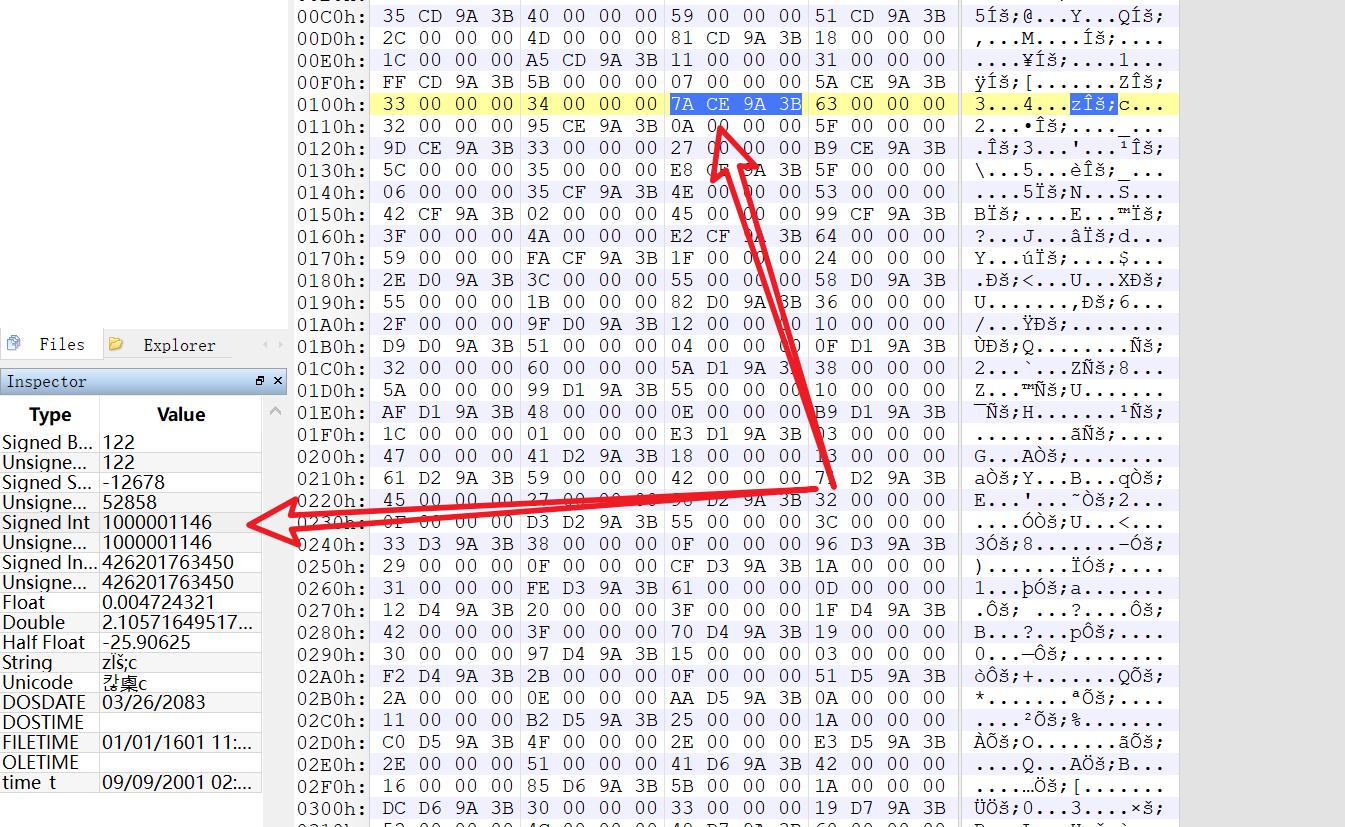 Files
Explorer
Inspector
Type Value
Signed B... 122
Unsigne... 122
Signed S... -12678
Unsigne... 52858
Signed Int 1000001146
Unsigne... 1000001146
Signed In... 426201763450
Unsigne... 426201763450
Float 0.004724321
Double 2.10571649517...
Half Float -25.90625
String zÎš;c
Unicode
DOSDATE 03/26/2083
DOSTIME
FILETIME 01/01/1601 11:...
OLETIME
time_t 09/09/2001 02:...
00C0h: 35 CD 9A 3B 40 00 00 00 59 00 00 00 51 CD 9A 3B 5Íš;@...Y...QÍš;
00D0h: 2C 00 00 00 4D 00 00 00 81 CD 9A 3B 18 00 00 00 ,...M....Íš;....
00E0h: 1C 00 00 00 A5 CD 9A 3B 11 00 00 00 31 00 00 00 ....¥Íš;....1...
00F0h: FF CD 9A 3B 5B 00 00 00 07 00 00 00 5A CE 9A 3B ÿÍš;[.......ZÎš;
0100h: 33 00 00 00 34 00 00 00 7A CE 9A 3B 63 00 00 00 3...4...zÎš;c...
0110h: 32 00 00 00 95 CE 9A 3B 0A 00 00 00 5F 00 00 00 2...•Îš;...._...
0120h: 9D CE 9A 3B 33 00 00 00 27 00 00 00 B9 CE 9A 3B .Îš;3...'...¹Îš;
0130h: 5C 00 00 00 35 00 00 00 E8 CE 9A 3B 5F 00 00 00 \...5...èÎš;_...
0140h: 06 00 00 00 35 CF 9A 3B 4E 00 00 00 53 00 00 00 ....5Ïš;N...S...
0150h: 42 CF 9A 3B 02 00 00 00 45 00 00 00 99 CF 9A 3B BÏš;....E...™Ïš;
0160h: 3F 00 00 00 4A 00 00 00 E2 CF 9A 3B 64 00 00 00 ?...J...âÏš;d...
0170h: 59 00 00 00 FA CF 9A 3B 1F 00 00 00 24 00 00 00 Y...úÏš;....$...
0180h: 2E D0 9A 3B 3C 00 00 00 55 00 00 00 58 D0 9A 3B .Ðš;<...U...XÐš;
0190h: 55 00 00 00 1B 00 00 00 82 D0 9A 3B 36 00 00 00 U.......‚Ðš;6...
01A0h: 2F 00 00 00 9F D0 9A 3B 12 00 00 00 10 00 00 00 /...ŸÐš;........
01B0h: D9 D0 9A 3B 51 00 00 00 04 00 00 00 0F D1 9A 3B ÙÐš;Q........Ñš;
01C0h: 32 00 00 00 60 00 00 00 5A D1 9A 3B 38 00 00 00 2...`...ZÑš;8...
01D0h: 5A 00 00 00 99 D1 9A 3B 55 00 00 00 10 00 00 00 Z...™Ñš;U.......
01E0h: AF D1 9A 3B 48 00 00 00 0E 00 00 00 B9 D1 9A 3B ¯Ñš;H.......¹Ñš;
01F0h: 1C 00 00 00 01 00 00 00 E3 D1 9A 3B 03 00 00 00 ........ãÑš;....
0200h: 47 00 00 00 41 D2 9A 3B 18 00 00 00 13 00 00 00 G...AÒš;........
0210h: 61 D2 9A 3B 59 00 00 00 42 00 00 00 71 D2 9A 3B aÒš;Y...B...qÒš;
0220h: 45 00 00 00 27 00 00 00 98 D2 9A 3B 32 00 00 00 E...'...˜Òš;2...
0230h: 0F 00 00 00 D3 D2 9A 3B 55 00 00 00 3C 00 00 00 ....ÓÒš;U...<...
0240h: 33 D3 9A 3B 38 00 00 00 0F 00 00 00 96 D3 9A 3B 3Óš;8.......–Óš;
0250h: 29 00 00 00 0F 00 00 00 CF D3 9A 3B 1A 00 00 00 ).......ÏÓš;....
0260h: 31 00 00 00 FE D3 9A 3B 61 00 00 00 0D 00 00 00 1...þÓš;a.......
0270h: 12 D4 9A 3B 20 00 00 00 3F 00 00 00 1F D4 9A 3B .Ôš; ...?....Ôš;
0280h: 42 00 00 00 3F 00 00 00 70 D4 9A 3B 19 00 00 00 B...?...pÔš;....
0290h: 30 00 00 00 97 D4 9A 3B 15 00 00 00 03 00 00 00 0...—Ôš;........
02A0h: F2 D4 9A 3B 2B 00 00 00 0F 00 00 00 51 D5 9A 3B òÔš;+.......QÕš;
02B0h: 2A 00 00 00 0E 00 00 00 AA D5 9A 3B 0A 00 00 00 *.......ªÕš;....
02C0h: 11 00 00 00 B2 D5 9A 3B 25 00 00 00 1A 00 00 00 ....²Õš;%.......
02D0h: C0 D5 9A 3B 4F 00 00 00 2E 00 00 00 E3 D5 9A 3B ÀÕš;O.......ãÕš;
02E0h: 2E 00 00 00 51 00 00 00 41 D6 9A 3B 42 00 00 00 ....Q...AÖš;B...
02F0h: 16 00 00 00 85 D6 9A 3B 5B 00 00 00 1A 00 00 00 ....…Öš;[.......
0300h: DC D6 9A 3B 30 00 00 00 33 00 00 00 19 D7 9A 3B ÜÖš;0...3....×š;